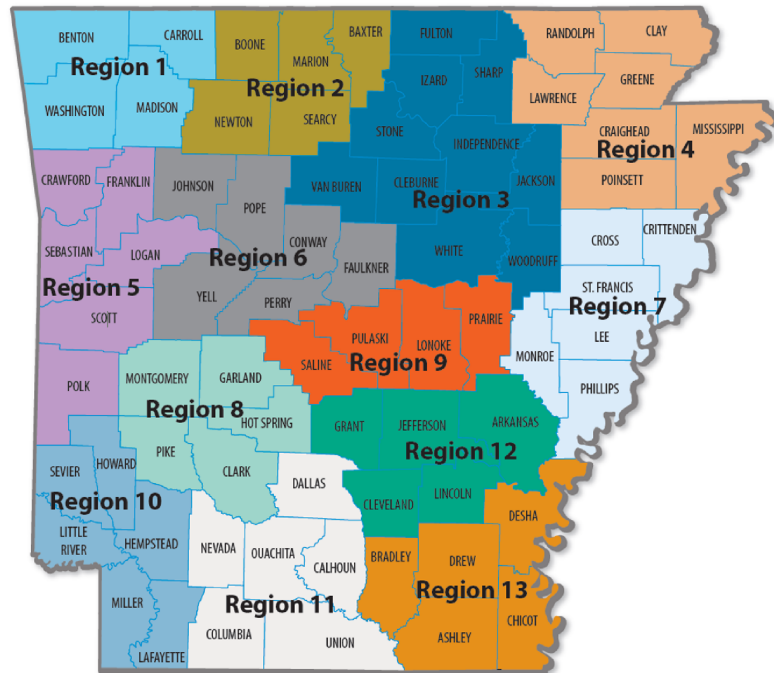 BENTON
CARROLL
Region 1
WASHINGTON
MADISON
BOONE
MARION
BAXTER
Region 2
NEWTON
SEARCY
FULTON
IZARD
SHARP
STONE
INDEPENDENCE
VAN BUREN
CLEBURNE
JACKSON
Region 3
WHITE
WOODRUFF
RANDOLPH
CLAY
GREENE
LAWRENCE
CRAIGHEAD
MISSISSIPPI
Region 4
POINSETT
CRAWFORD
FRANKLIN
SEBASTIAN
LOGAN
Region 5
SCOTT
POLK
JOHNSON
POPE
CONWAY
Region 6
FAULKNER
YELL
PERRY
CROSS
CRITTENDEN
ST. FRANCIS
Region 7
LEE
MONROE
PHILLIPS
MONTGOMERY
GARLAND
Region 8
HOT SPRING
PIKE
CLARK
PULASKI
LONOKE
PRAIRIE
SALINE
Region 9
SEVIER
HOWARD
Region 10
LITTLE
RIVER
HEMPSTEAD
MILLER
LAFAYETTE
DALLAS
NEVADA
OUACHITA
CALHOUN
Region 11
COLUMBIA
UNION
GRANT
JEFFERSON
ARKANSAS
Region 12
CLEVELAND
LINCOLN
DESHA
BRADLEY
DREW
Region 13
CHICOT
ASHLEY